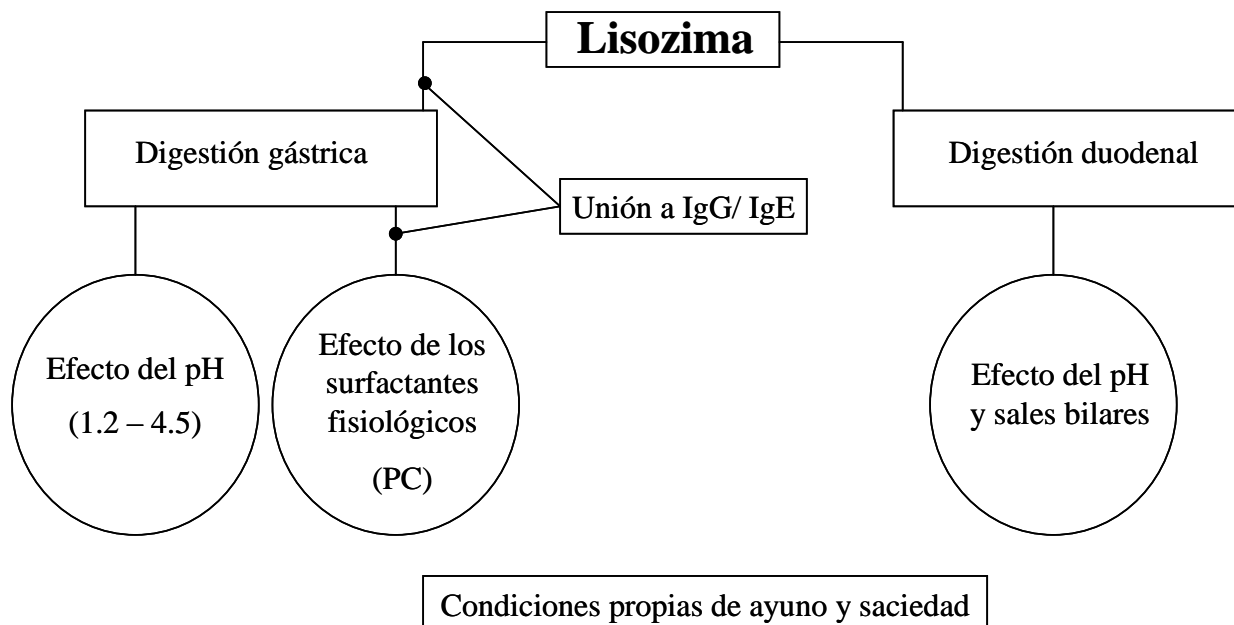 Lisozima
Digestión gástrica
Digestión duodenal
Unión a IgG/ IgE
Efecto del pH
(1.2 – 4.5)
Efecto de los
surfactantes
fisiológicos
(PC)
Efecto del pH
y sales bilares
Condiciones propias de ayuno y saciedad